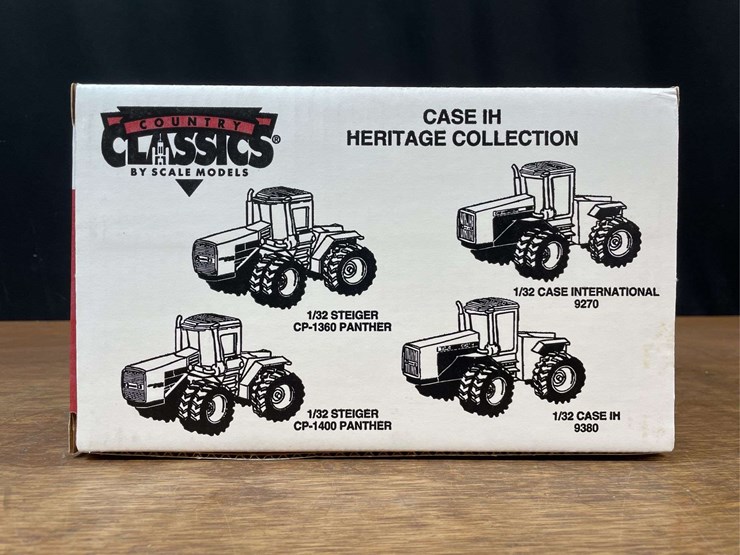 COUNTRY
CLASSICS®
BY SCALE MODELS
CASE IH
HERITAGE COLLECTION
1/32 STEIGER
CP-1360 PANTHER
1/32 CASE INTERNATIONAL
9270
1/32 STEIGER
CP-1400 PANTHER
1/32 CASE IH
9380